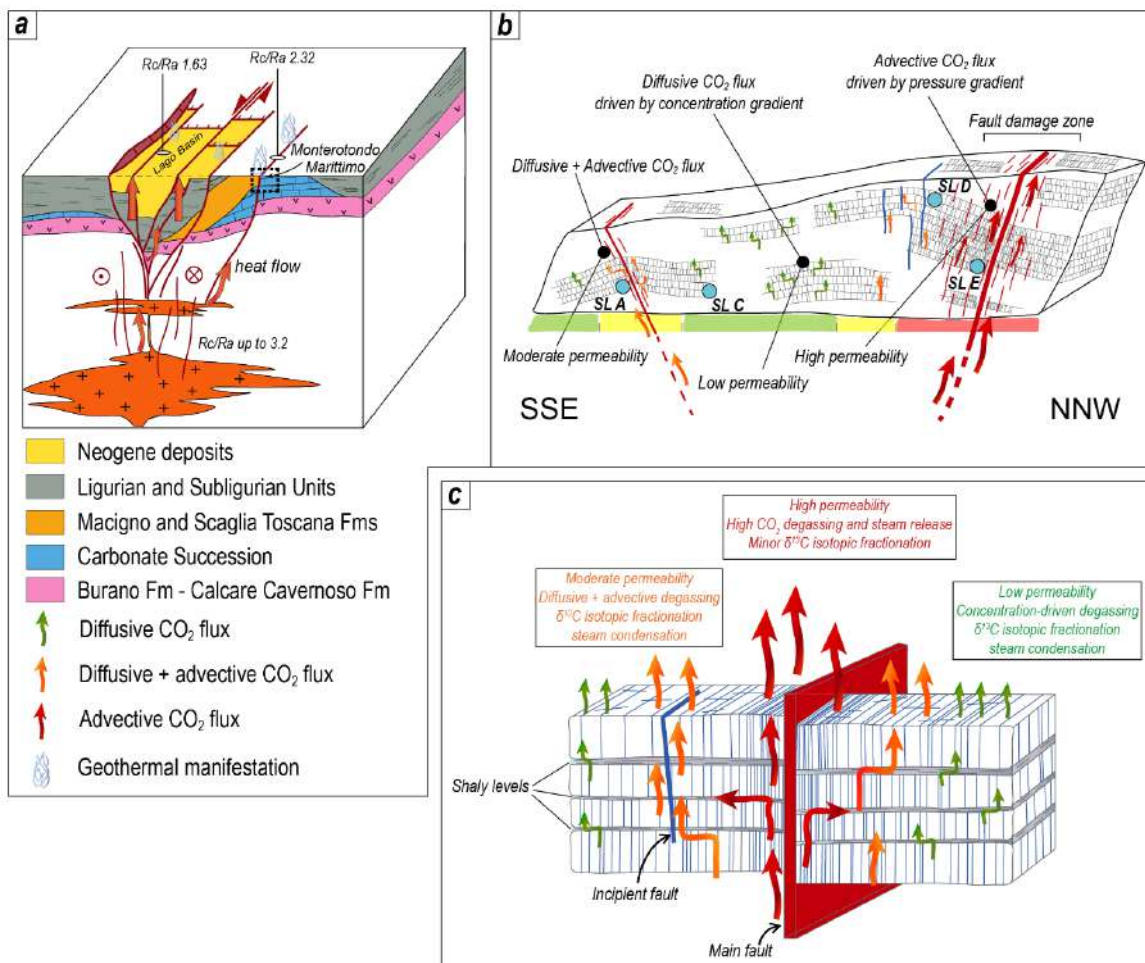 a
Rc/Ra 1.63
Rc/Ra 2.32
Lago Basin
Monterotondo
Marittimo
heat flow
Rc/Ra up to 3.2
Neogene deposits
Ligurian and Subligurian Units
Macigno and Scaglia Toscana Fms
Carbonate Succession
Burano Fm - Calcare Cavernoso Fm
Diffusive CO₂ flux
Diffusive + advective CO₂ flux
Advective CO₂ flux
Geothermal manifestation
b
Diffusive CO₂ flux
driven by concentration gradient
Advective CO₂ flux
driven by pressure gradient
Fault damage zone
Diffusive + Advective CO₂ flux
SL D
SL E
SL A
SL C
Moderate permeability
Low permeability
High permeability
SSE
NNW
c
High permeability
High CO₂ degassing and steam release
Minor δ¹³C isotopic fractionation
Moderate permeability
Diffusive + advective degassing
δ¹³C isotopic fractionation
steam condensation
Low permeability
Concentration-driven degassing
δ¹³C isotopic fractionation
steam condensation
Shaly levels
Incipient fault
Main fault